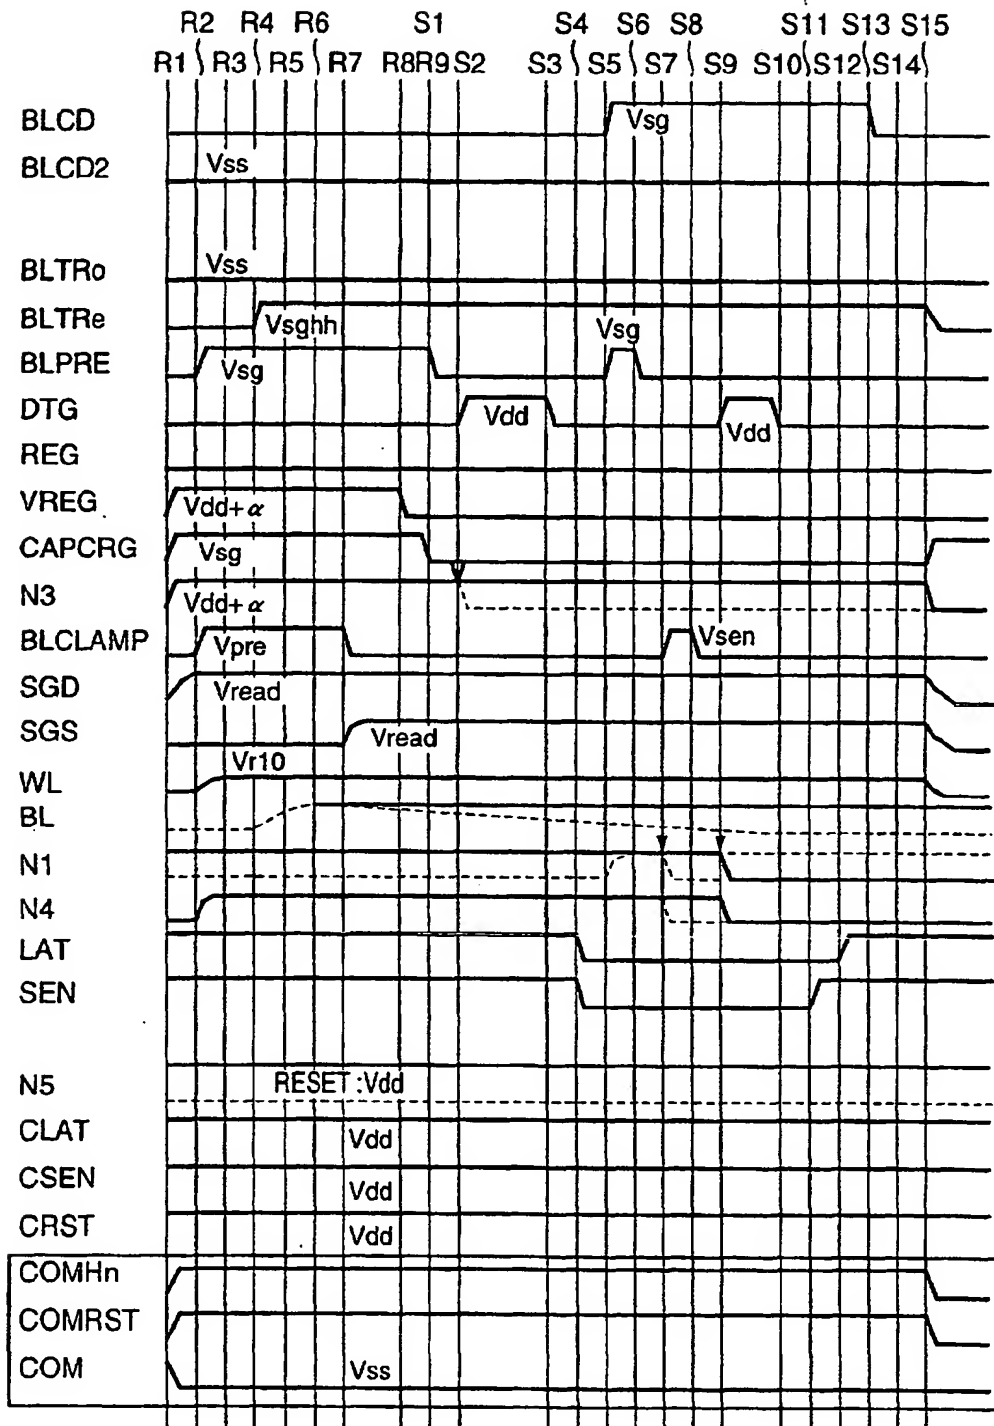 R2 R4 R6 S1 S4 S6 S8 S11 S13 S15
R1 R3 R5 R7 R8 R9 S2 S3 S5 S7 S9 S10 S12 S14
BLCD Vsg
BLCD2 Vss
BLTRo Vss
BLTRe Vsghh
BLPRE Vsg Vsg
DTG Vdd Vdd
REG
VREG Vdd+α
CAPCRG Vsg
N3 Vdd+α
BLCLAMP Vpre Vsen
SGD Vread
SGS Vread
WL Vr10
BL
N1
N4
LAT
SEN
N5 RESET:Vdd
CLAT Vdd
CSEN Vdd
CRST Vdd
COMHn
COMRST
COM Vss